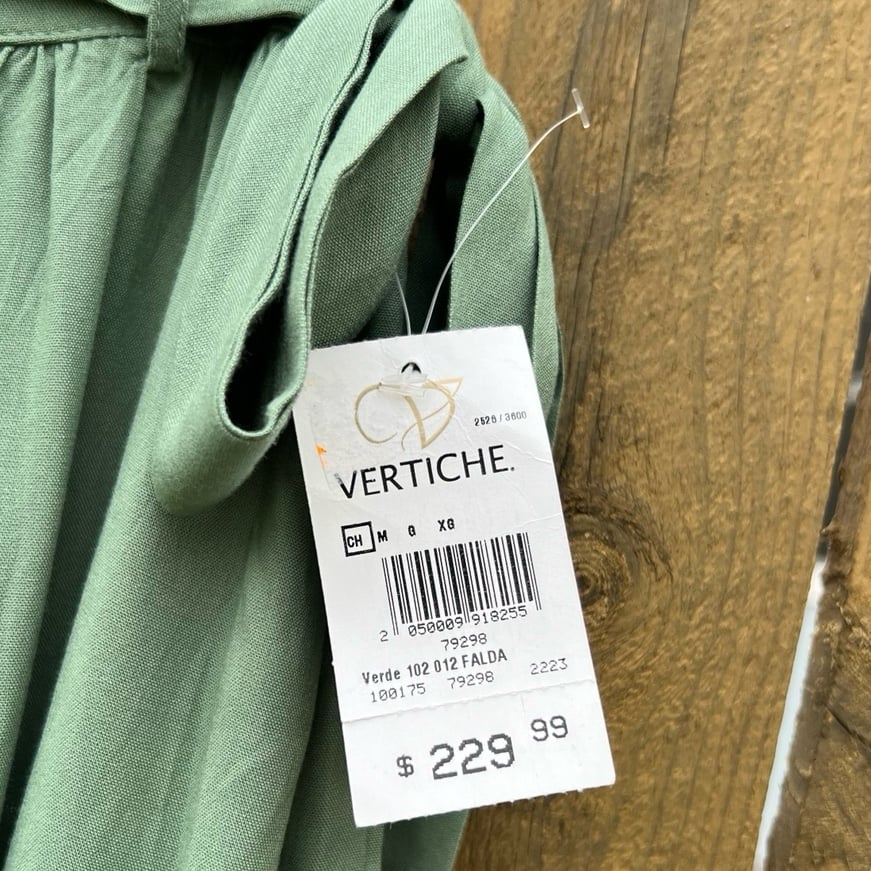 2526 / 3600
VERTICHE.
CH M G XG
2 050009 918255
79298
Verde 102 012 FALDA
100175 79298 2223
$ 229 99